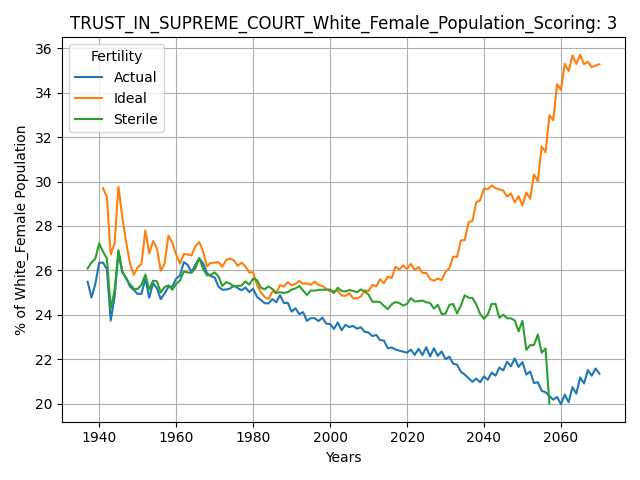 TRUST_IN_SUPREME_COURT_White_Female_Population_Scoring: 3
Fertility
Actual
Ideal
Sterile
% of White_Female Population
36
34
32
30
28
26
24
22
20
1940
1960
1980
2000
2020
2040
2060
Years